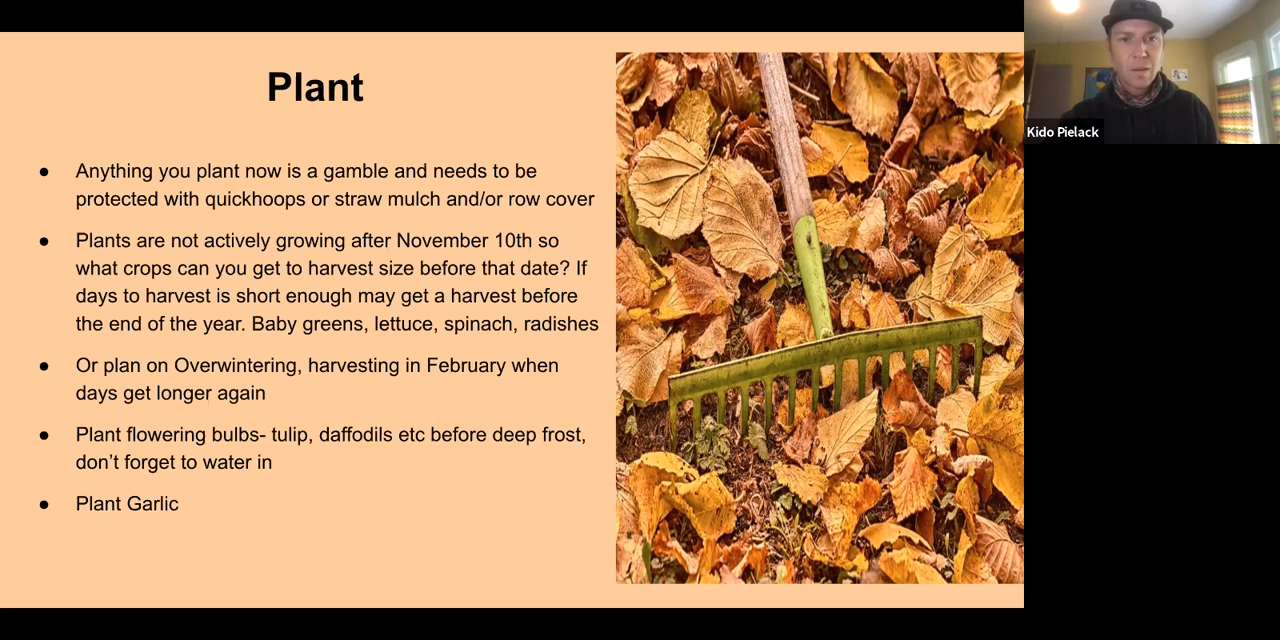 Plant
● Anything you plant now is a gamble and needs to be
protected with quickhoops or straw mulch and/or row cover
● Plants are not actively growing after November 10th so
what crops can you get to harvest size before that date? If
days to harvest is short enough may get a harvest before
the end of the year. Baby greens, lettuce, spinach, radishes
● Or plan on Overwintering, harvesting in February when
days get longer again
● Plant flowering bulbs- tulip, daffodils etc before deep frost,
don’t forget to water in
● Plant Garlic
Kido Pielack